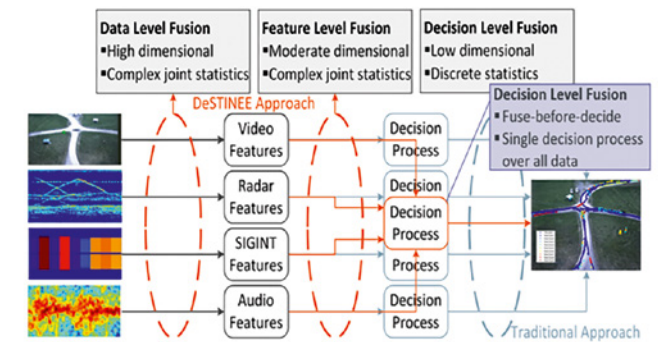 Data Level Fusion
▪High dimensional
▪Complex joint statistics
Feature Level Fusion
▪Moderate dimensional
▪Complex joint statistics
Decision Level Fusion
▪Low dimensional
▪Discrete statistics
DeSTINEE Approach
Decision Level Fusion
▪Fuse-before-decide
▪Single decision process
over all data
Video
Features
Decision
Process
Radar
Features
Decision
Decision
Process
SIGINT
Features
Process
Audio
Features
Decision
Process
Traditional Approach